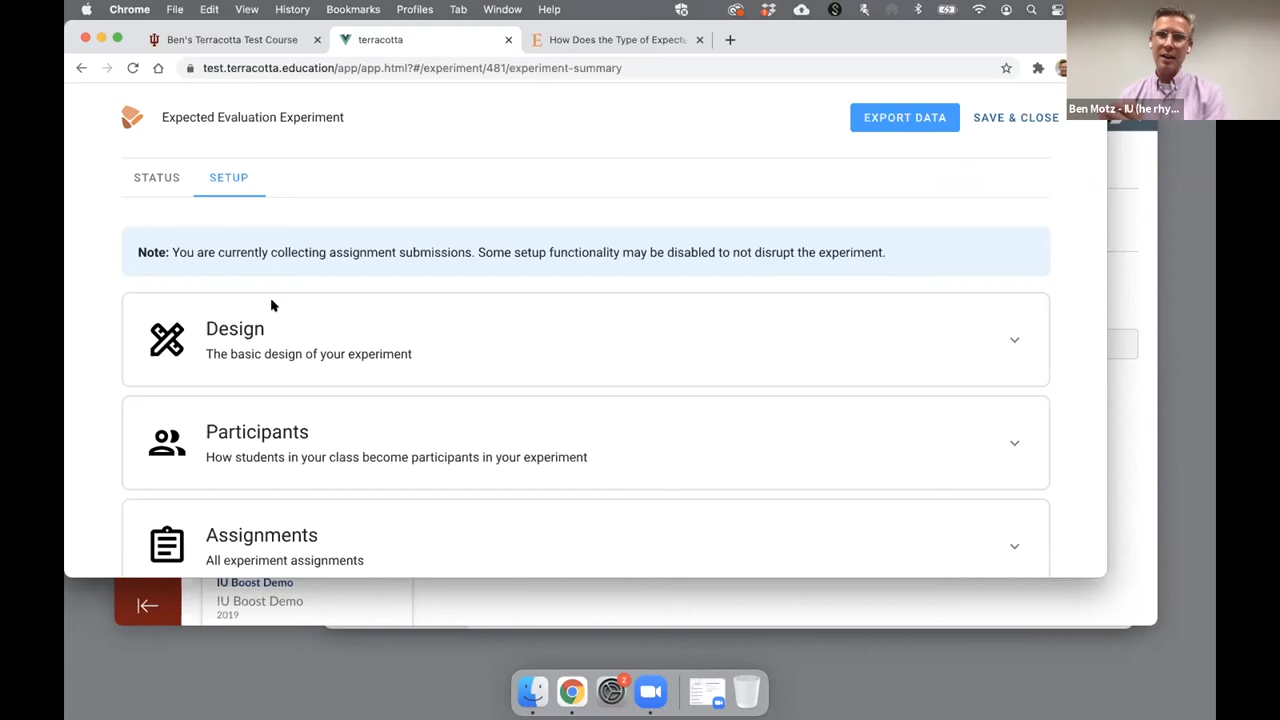 Chrome File Edit View History Bookmarks Profiles Tab Window Help
Ben's Terracotta Test Course
terracotta
How Does the Type of Expecte
test.terracotta.education/app/app.html?#/experiment/481/experiment-summary
Ben Motz - IU (he rhy...
Expected Evaluation Experiment
EXPORT DATA
SAVE & CLOSE
STATUS
SETUP
Note: You are currently collecting assignment submissions. Some setup functionality may be disabled to not disrupt the experiment.
Design
The basic design of your experiment
Participants
How students in your class become participants in your experiment
Assignments
All experiment assignments
IU Boost Demo
!U Boost Demo
2019
2